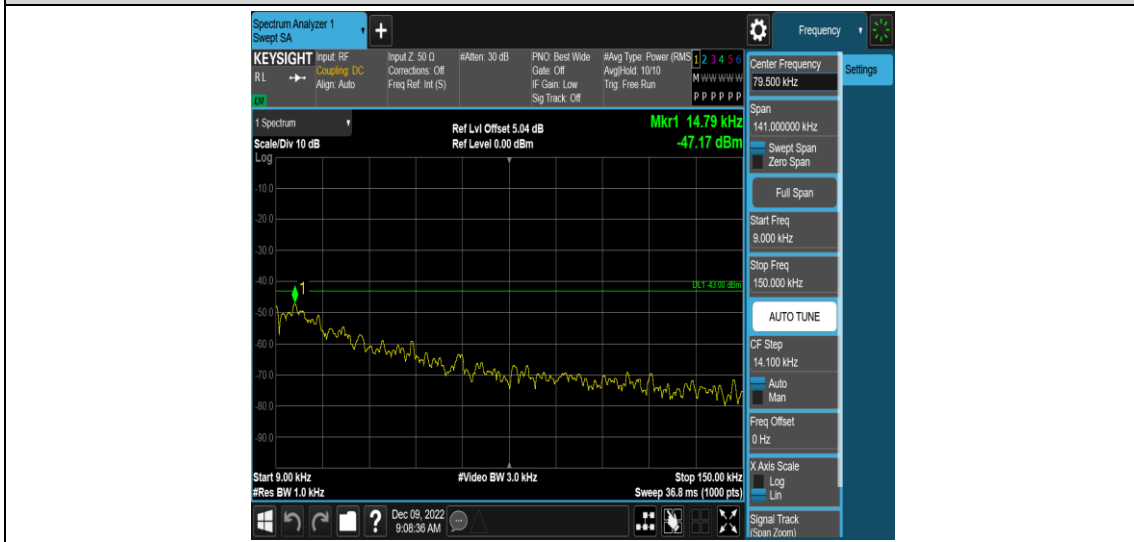 Spectrum Analyzer 1
Swept SA
+
Frequency
KEYSIGHT
RL
LXI
Input: RF
Coupling: DC
Align: Auto
Input Z: 50 Ω
Corrections: Off
Freq Ref: Int (S)
#Atten: 30 dB
PNO: Best Wide
Gate: Off
IF Gain: Low
Sig Track: Off
#Avg Type: Power (RMS
Avg|Hold: 10/10
Trig: Free Run
1 2 3 4 5 6
M W W W W W
P P P P P P
1 Spectrum
Scale/Div 10 dB
Ref Lvl Offset 5.04 dB
Ref Level 0.00 dBm
Mkr1 14.79 kHz
-47.17 dBm
Log
-10.0
-20.0
-30.0
-40.0
-50.0
-60.0
-70.0
-80.0
-90.0
1
DL1 -43.00 dBm
Start 9.00 kHz
#Res BW 1.0 kHz
#Video BW 3.0 kHz
Stop 150.00 kHz
Sweep 36.8 ms (1000 pts)
?
Dec 09, 2022
9:08:36 AM
Center Frequency
79.500 kHz
Settings
Span
141.000000 kHz
Swept Span
Zero Span
Full Span
Start Freq
9.000 kHz
Stop Freq
150.000 kHz
AUTO TUNE
CF Step
14.100 kHz
Auto
Man
Freq Offset
0 Hz
X Axis Scale
Log
Lin
Signal Track
(Span Zoom)